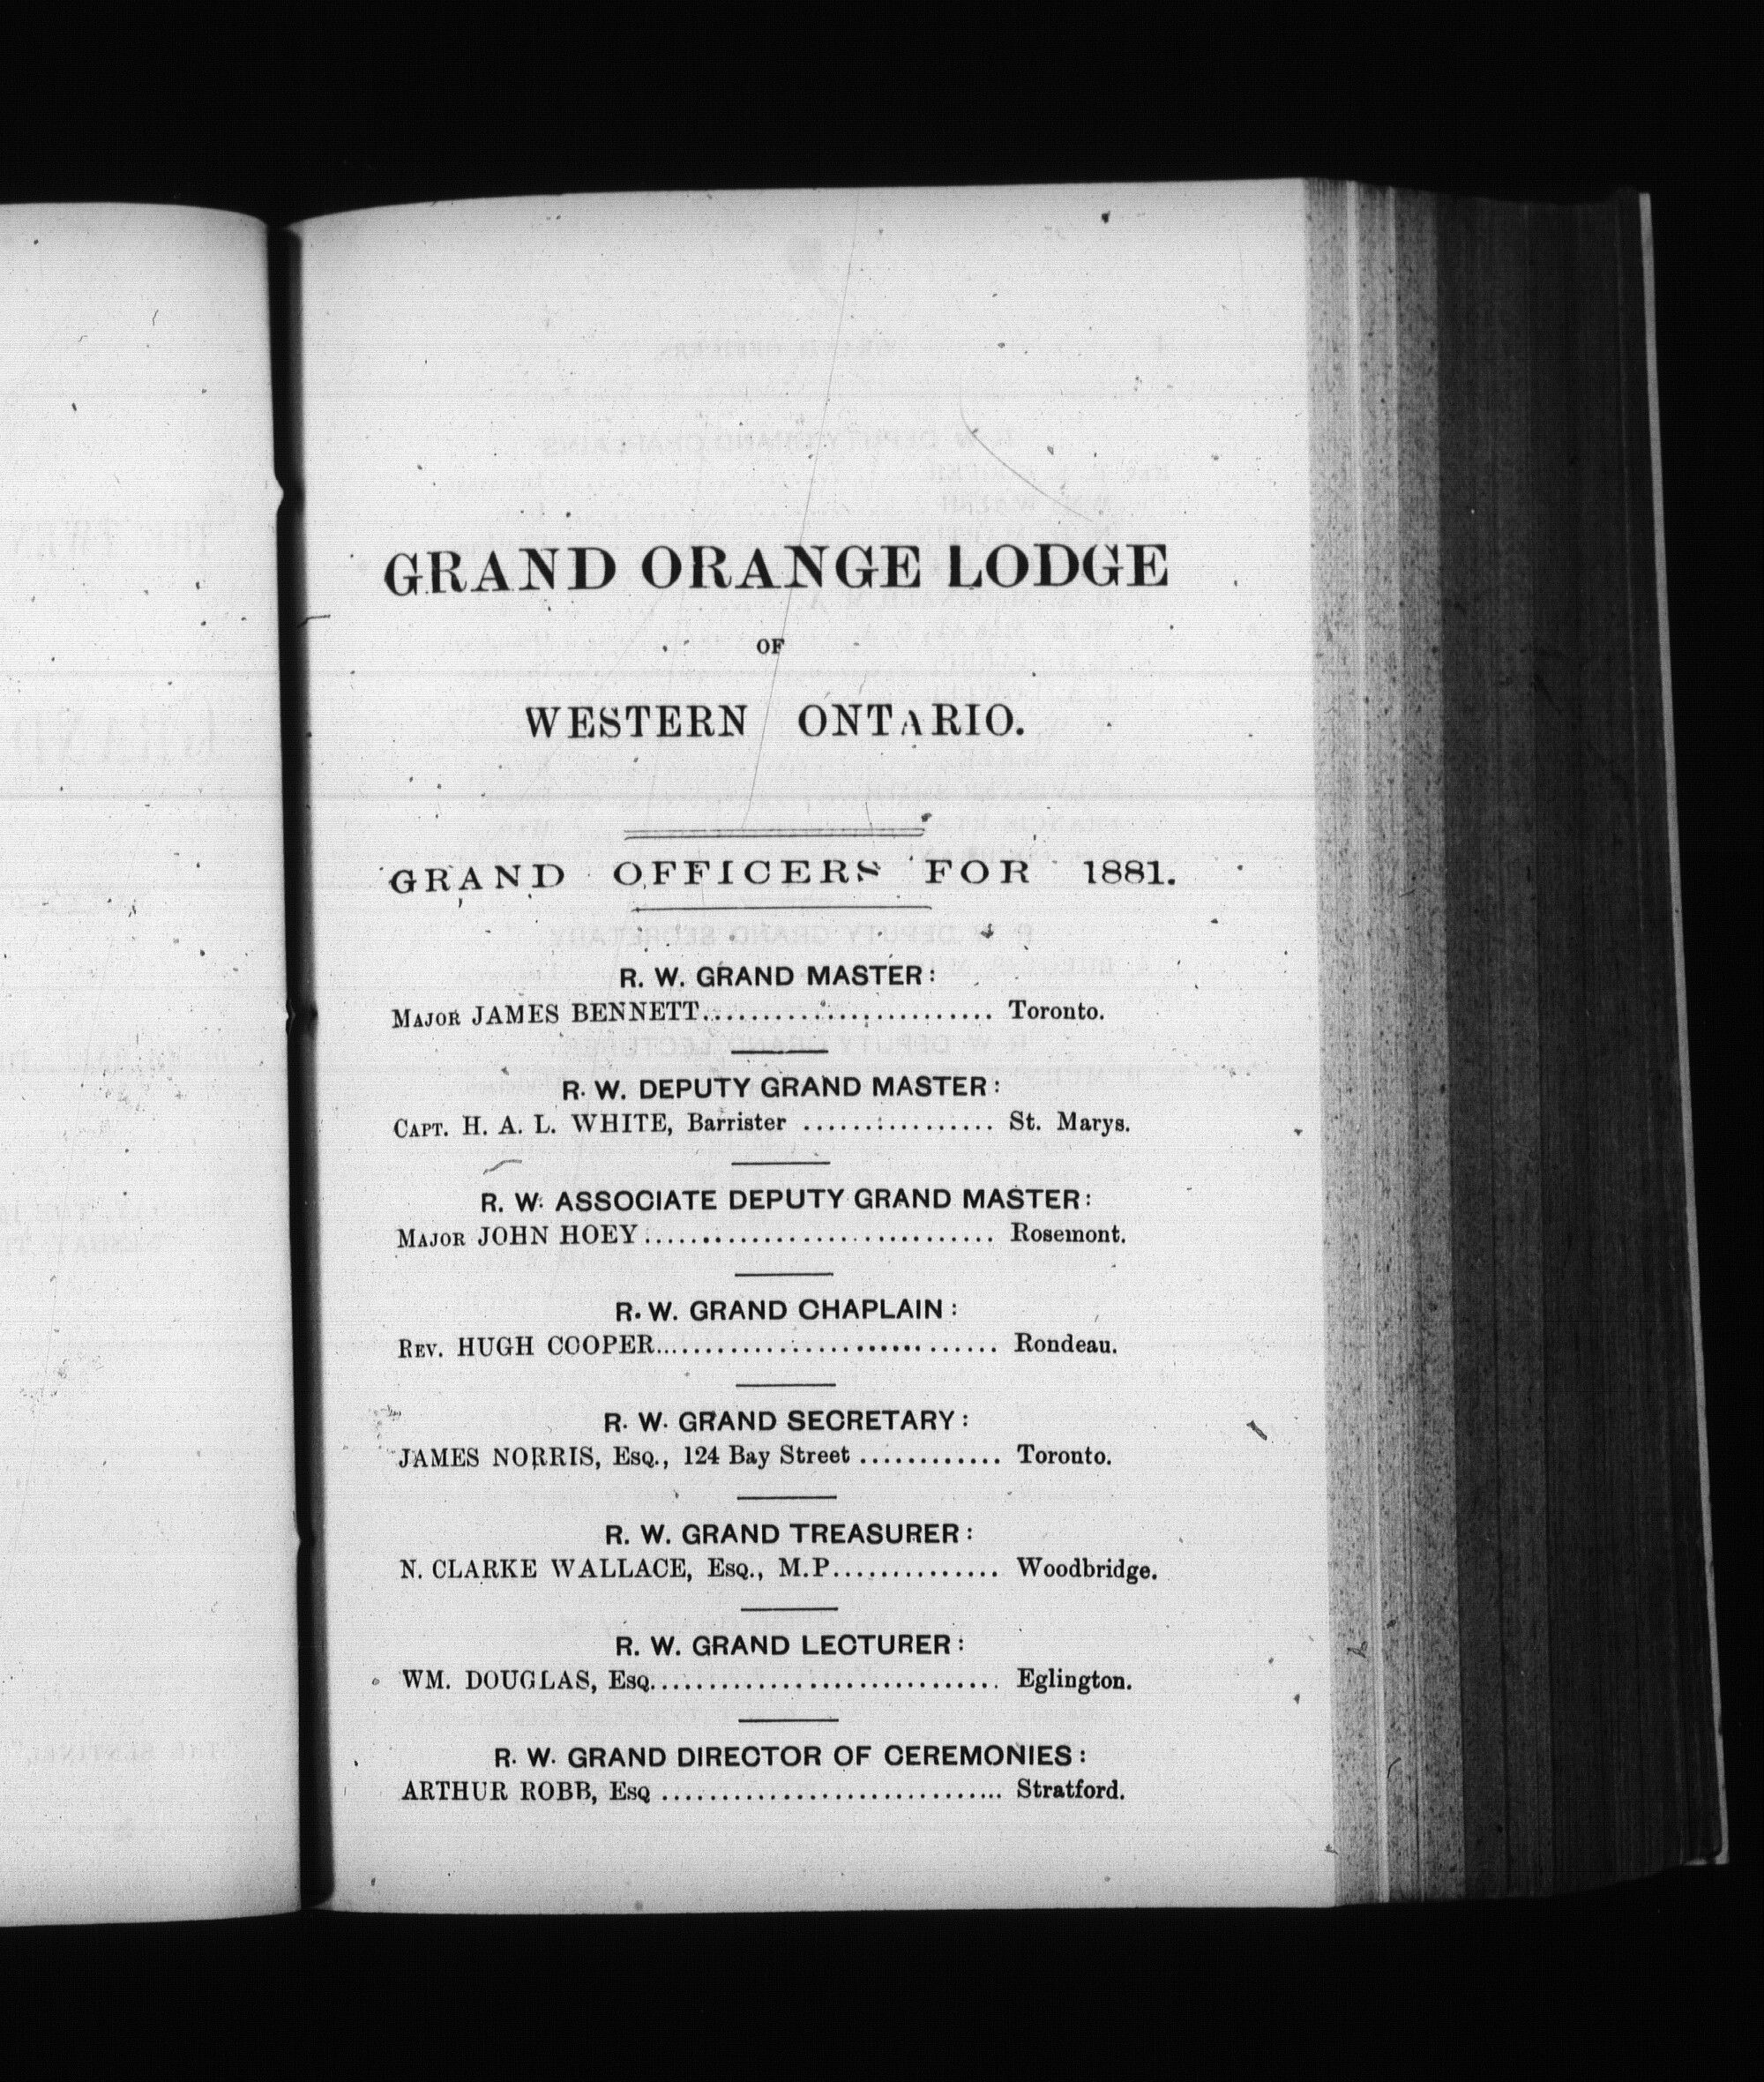 GRAND ORANGE LODGE
OF
WESTERN ONTARIO.
GRAND OFFICERS FOR 1881.
R. W. GRAND MASTER:
MAJOR JAMES BENNETT........................ Toronto.
R. W. DEPUTY GRAND MASTER:
CAPT. H. A. L. WHITE, Barrister ................ St. Marys.
R. W. ASSOCIATE DEPUTY GRAND MASTER:
MAJOR JOHN HOEY............................. Rosemont.
R. W. GRAND CHAPLAIN:
REV. HUGH COOPER............................ Rondeau.
R. W. GRAND SECRETARY:
JAMES NORRIS, ESQ., 124 Bay Street ............ Toronto.
R. W. GRAND TREASURER:
N. CLARKE WALLACE, ESQ., M.P.............. Woodbridge.
R. W. GRAND LECTURER:
WM. DOUGLAS, ESQ............................. Eglington.
R. W. GRAND DIRECTOR OF CEREMONIES:
ARTHUR ROBB, ESQ ............................. Stratford.